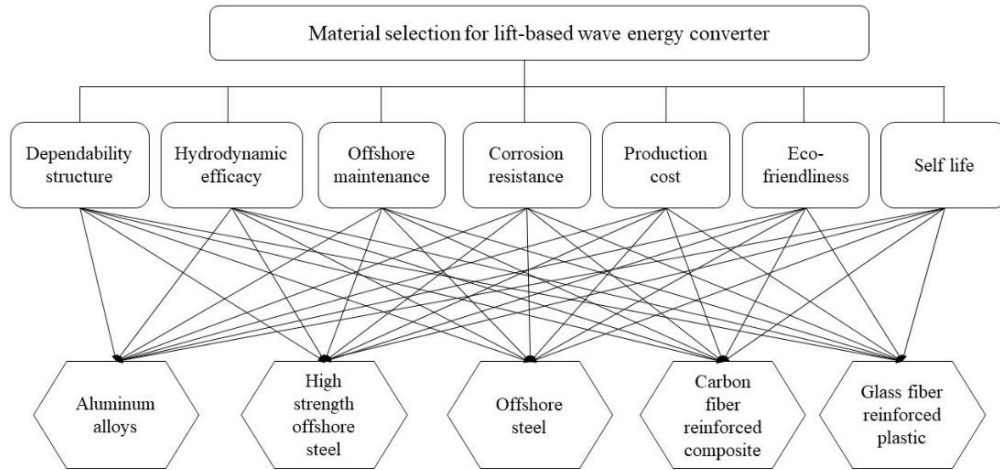 Material selection for lift-based wave energy converter
Dependability
structure
Hydrodynamic
efficacy
Offshore
maintenance
Corrosion
resistance
Production
cost
Eco-
friendliness
Self life
Aluminum
alloys
High
strength
offshore
steel
Offshore
steel
Carbon
fiber
reinforced
composite
Glass fiber
reinforced
plastic